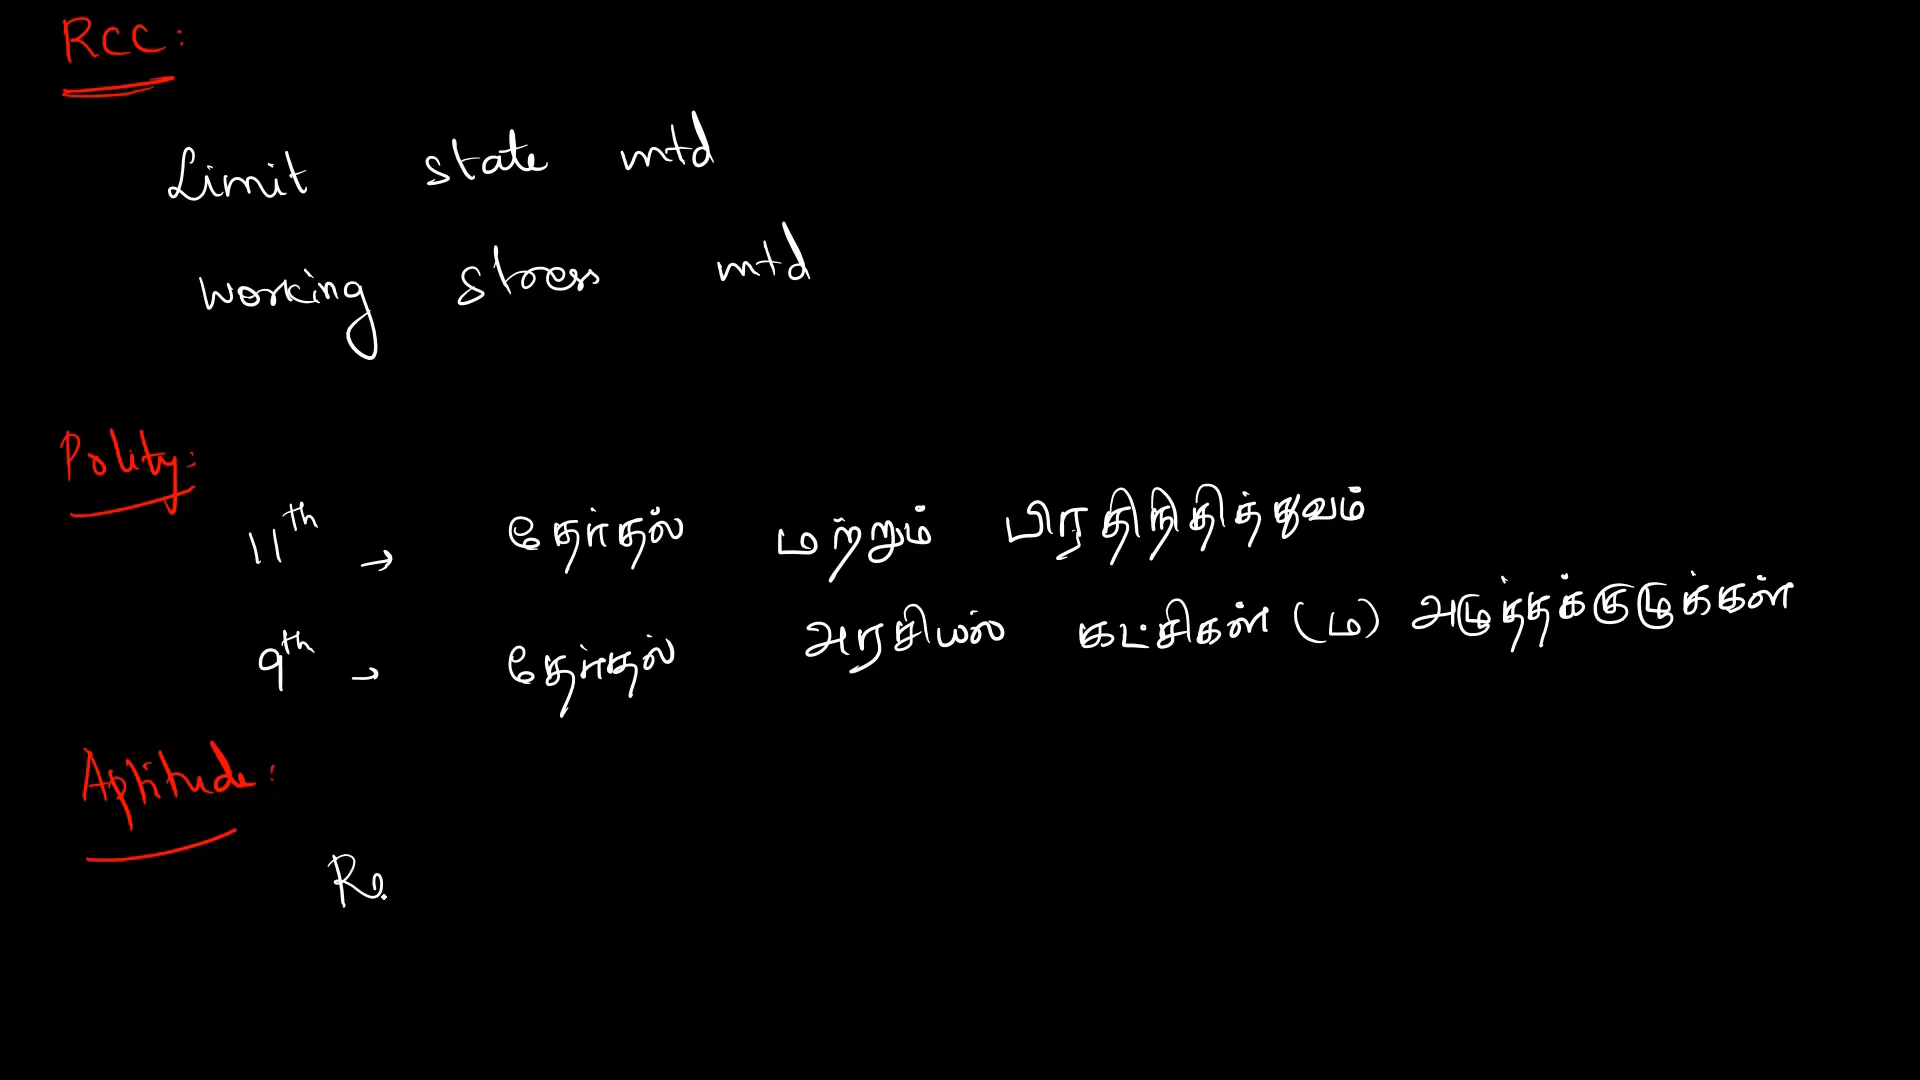 Rcc:
Limit state mtd
working stress mtd
Polity:
11th → தேர்தல் மற்றும் பிரதிநிதித்துவம்
9th → தேர்தல் அரசியல் கட்சிகள் (ம) அழுத்தக்குழுக்கள்
Aptitude: